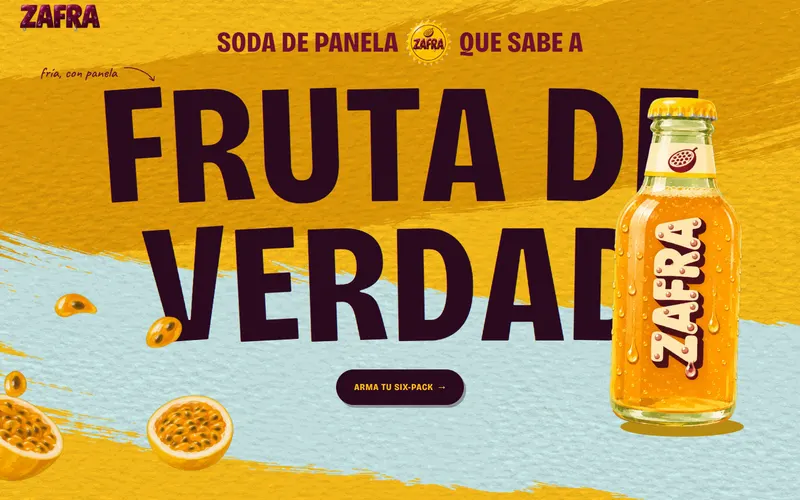 ZAFRA
SODA DE PANELA ZAFRA QUE SABE A
fría, con panela
FRUTA DE
VERDAD
ZAFRA
ARMA TU SIX-PACK →